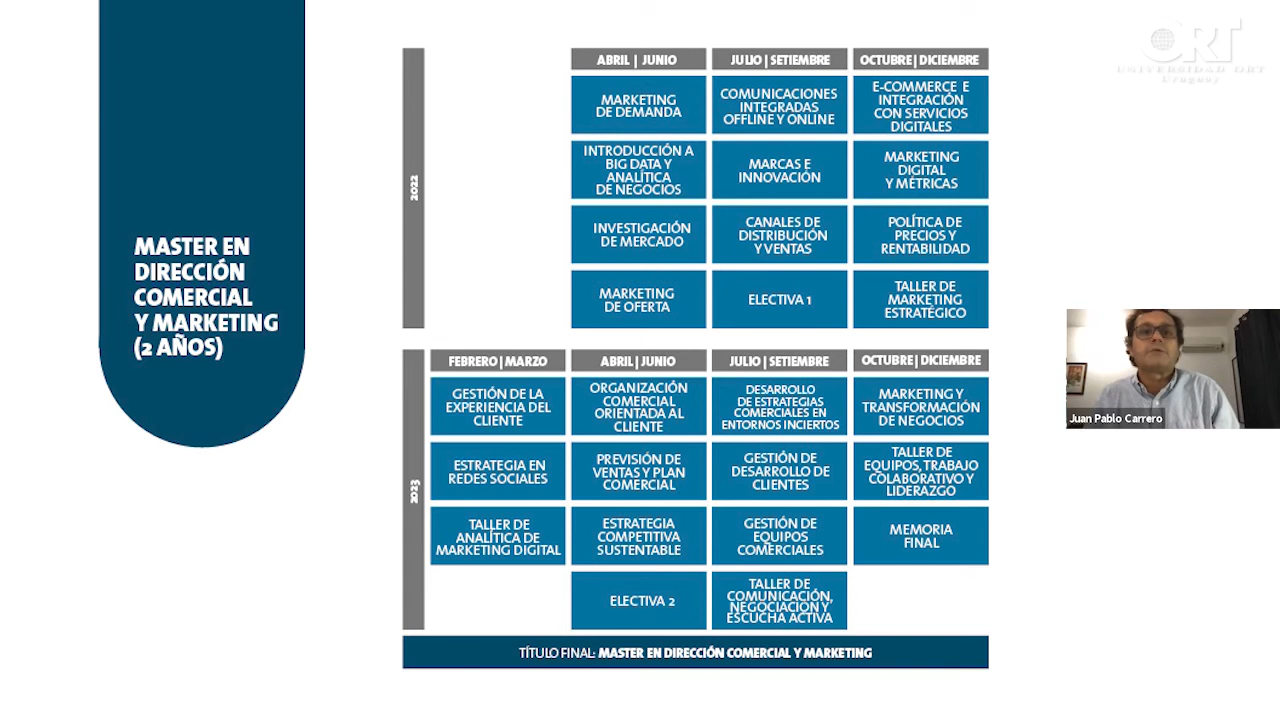 MASTER EN
DIRECCIÓN
COMERCIAL
Y MARKETING
(2 AÑOS)
2022
ABRIL | JUNIO
JULIO | SETIEMBRE
OCTUBRE | DICIEMBRE
MARKETING
DE DEMANDA
COMUNICACIONES
INTEGRADAS
OFFLINE Y ONLINE
E-COMMERCE E
INTEGRACIÓN
CON SERVICIOS
DIGITALES
INTRODUCCIÓN A
BIG DATA Y
ANALÍTICA
DE NEGOCIOS
MARCAS E
INNOVACIÓN
MARKETING
DIGITAL
Y MÉTRICAS
INVESTIGACIÓN
DE MERCADO
CANALES DE
DISTRIBUCIÓN
Y VENTAS
POLÍTICA DE
PRECIOS Y
RENTABILIDAD
MARKETING
DE OFERTA
ELECTIVA 1
TALLER DE
MARKETING
ESTRATÉGICO
2023
FEBRERO | MARZO
ABRIL | JUNIO
JULIO | SETIEMBRE
OCTUBRE | DICIEMBRE
GESTIÓN DE LA
EXPERIENCIA DEL
CLIENTE
ORGANIZACIÓN
COMERCIAL
ORIENTADA AL
CLIENTE
DESARROLLO
DE ESTRATEGIAS
COMERCIALES EN
ENTORNOS INCIERTOS
MARKETING Y
TRANSFORMACIÓN
DE NEGOCIOS
ESTRATEGIA EN
REDES SOCIALES
PREVISIÓN DE
VENTAS Y PLAN
COMERCIAL
GESTIÓN DE
DESARROLLO DE
CLIENTES
TALLER DE
EQUIPOS, TRABAJO
COLABORATIVO Y
LIDERAZGO
TALLER DE
ANALÍTICA DE
MARKETING DIGITAL
ESTRATEGIA
COMPETITIVA
SUSTENTABLE
GESTIÓN DE
EQUIPOS
COMERCIALES
MEMORIA
FINAL
ELECTIVA 2
TALLER DE
COMUNICACIÓN,
NEGOCIACIÓN Y
ESCUCHA ACTIVA
TÍTULO FINAL: MASTER EN DIRECCIÓN COMERCIAL Y MARKETING
ORT
UNIVERSIDAD ORT
Uruguay
Juan Pablo Carrero